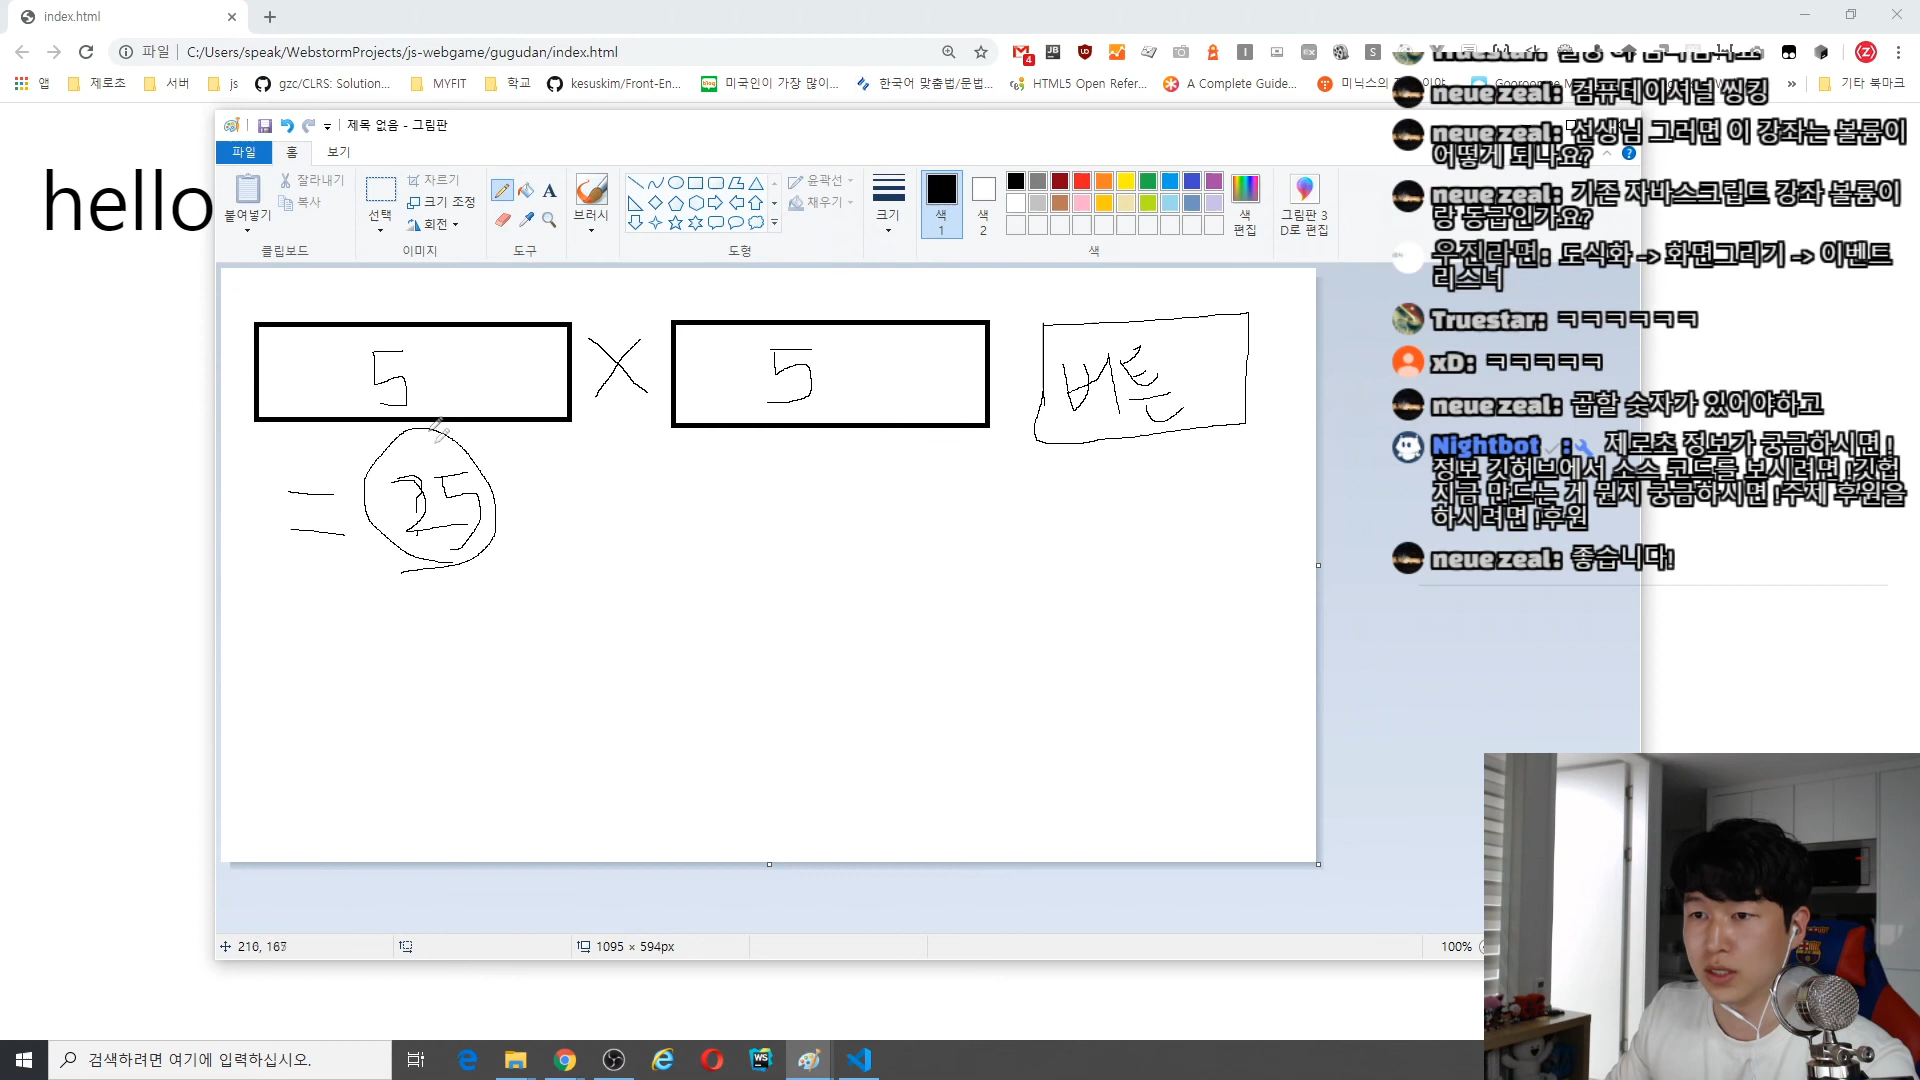 index.html
파일 C:/Users/speak/WebstormProjects/js-webgame/gugudan/index.html
앱 제로초 서버 js gzc/CLRS: Solution... MYFIT 학교 kesuskim/Front-En... 미국인이 가장 많이... 한국어 맞춤법/문법... HTML5 Open Refer... A Complete Guide... 미닉스의 » 기타 북마크
hello
제목 없음 - 그림판
파일 홈 보기
붙여넣기 잘라내기 복사 클립보드
선택 자르기 크기 조정 회전 이미지
A 도구
브러시
윤곽선 채우기 도형
크기
색 1 색 2 색 편집 색
그림판 3D로 편집
5 X 5 버튼
= 25
216, 167 1095 × 594px 100%
neue zeal: 컴퓨테이셔널 씽킹
neue zeal: 선생님 그러면 이 강좌는 볼륨이
어떻게 되나요?
neue zeal: 기존 자바스크립트 강좌 볼륨이
랑 동급인가요?
우진라면: 도식화 -> 화면그리기 -> 이벤트
리스너
Truestar: ㅋㅋㅋㅋㅋㅋ
xD: ㅋㅋㅋㅋㅋ
neue zeal: 곱할 숫자가 있어야하고
Nightbot: 제로초 정보가 궁금하시면 !
정보 깃허브에서 소스 코드를 보시려면 !깃헙
지금 만드는 게 뭔지 궁금하시면 !주제 후원을
하시려면 !후원
neue zeal: 좋습니다!
검색하려면 여기에 입력하십시오.